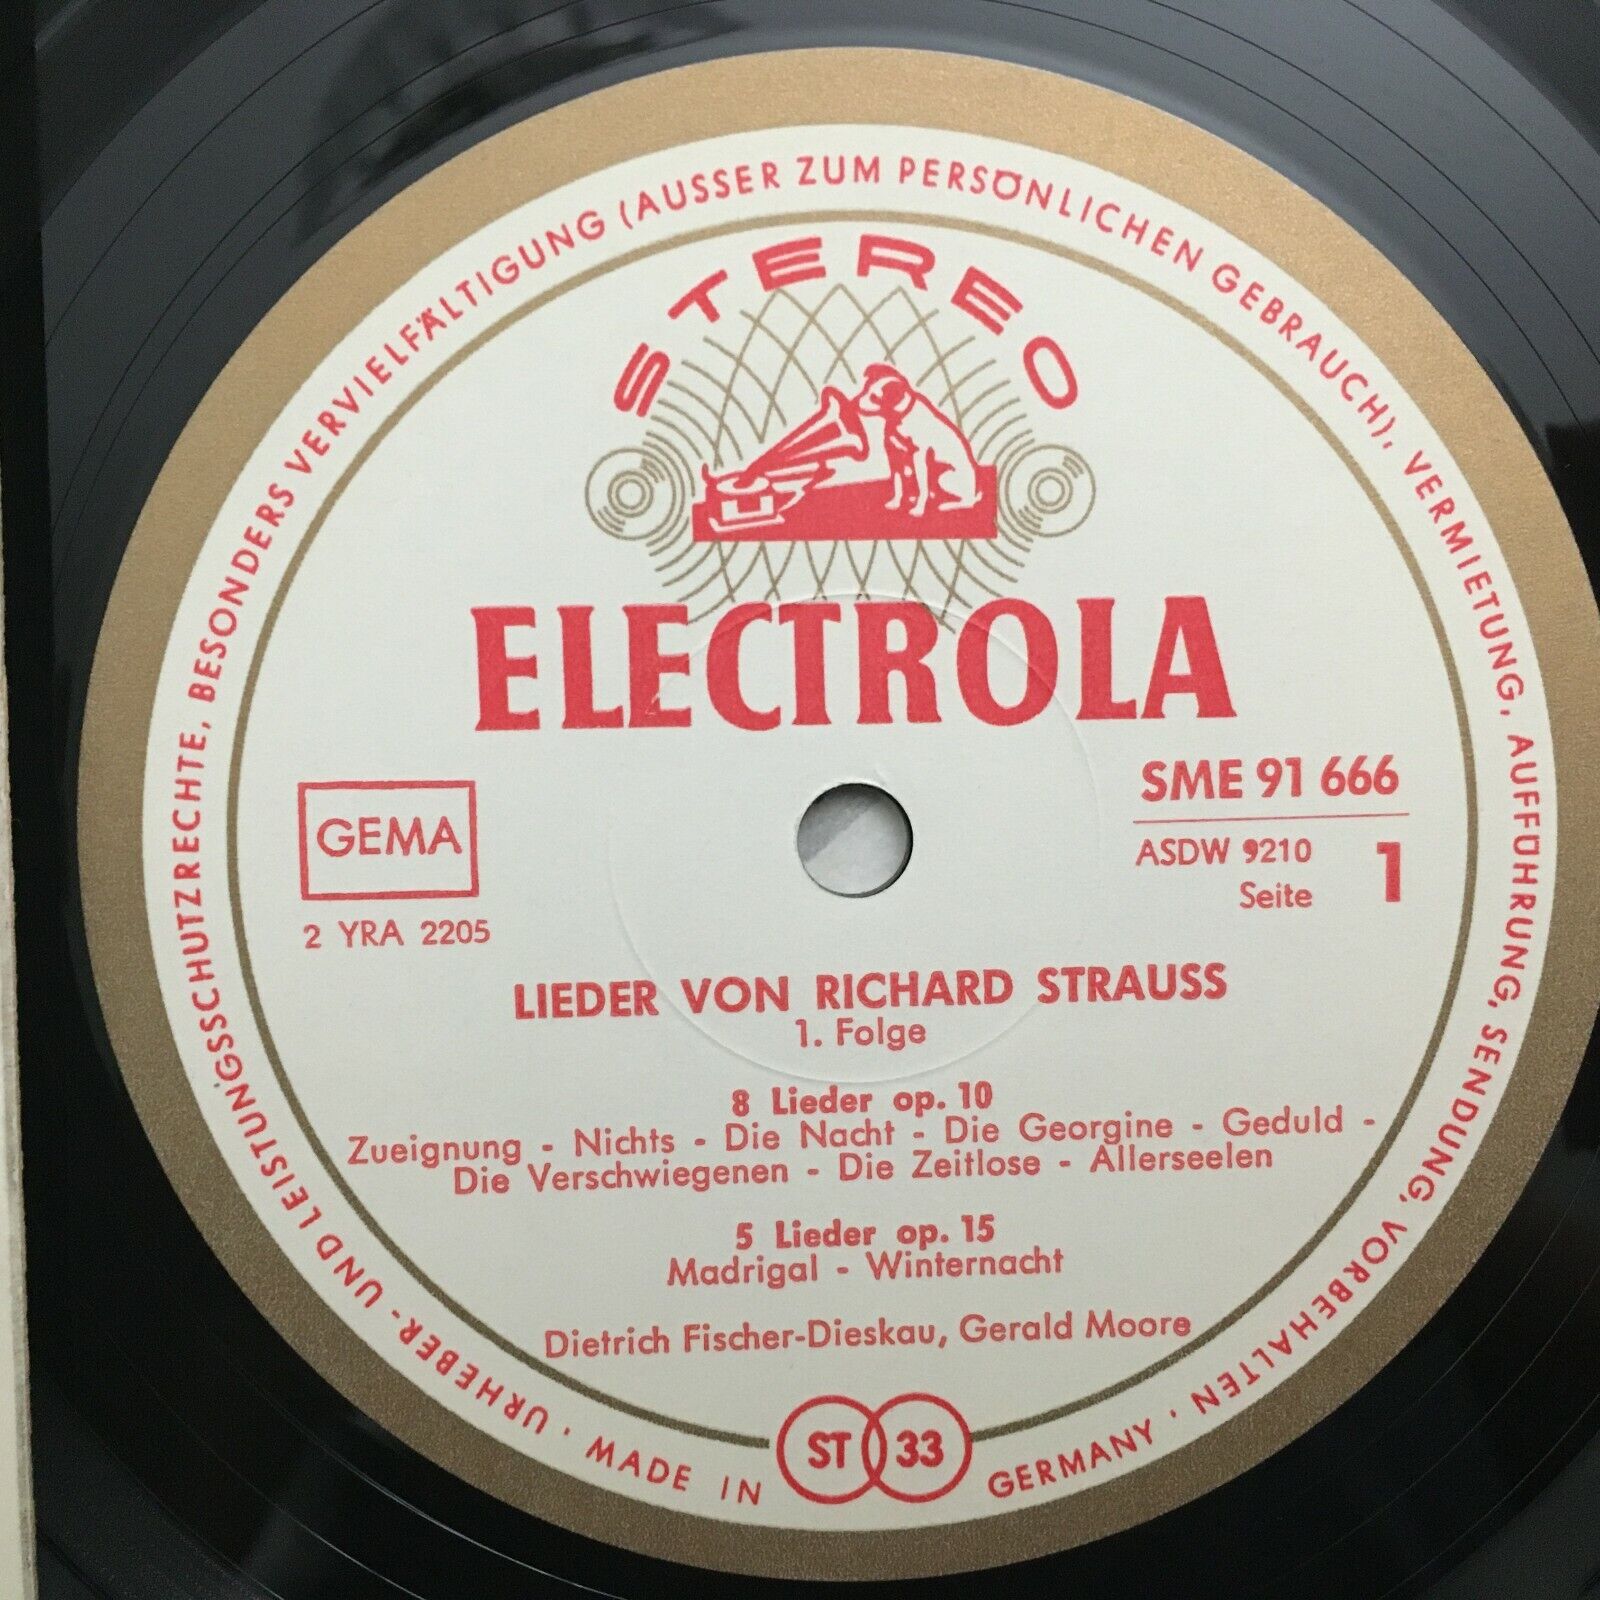 URHEBER- UND LEISTUNGSSCHUTZRECHTE, BESONDERS VERVIELFÄLTIGUNG (AUSSER ZUM PERSÖNLICHEN GEBRAUCH), VERMIETUNG, AUFFÜHRUNG, SENDUNG, VORBEHALTEN ·
STEREO
ELECTROLA
GEMA
2 YRA 2205
SME 91 666
ASDW 9210
Seite 1
LIEDER VON RICHARD STRAUSS
1. Folge
8 Lieder op. 10
Zueignung - Nichts - Die Nacht - Die Georgine - Geduld -
Die Verschwiegenen - Die Zeitlose - Allerseelen
5 Lieder op. 15
Madrigal - Winternacht
Dietrich Fischer-Dieskau, Gerald Moore
ST 33
· MADE IN GERMANY